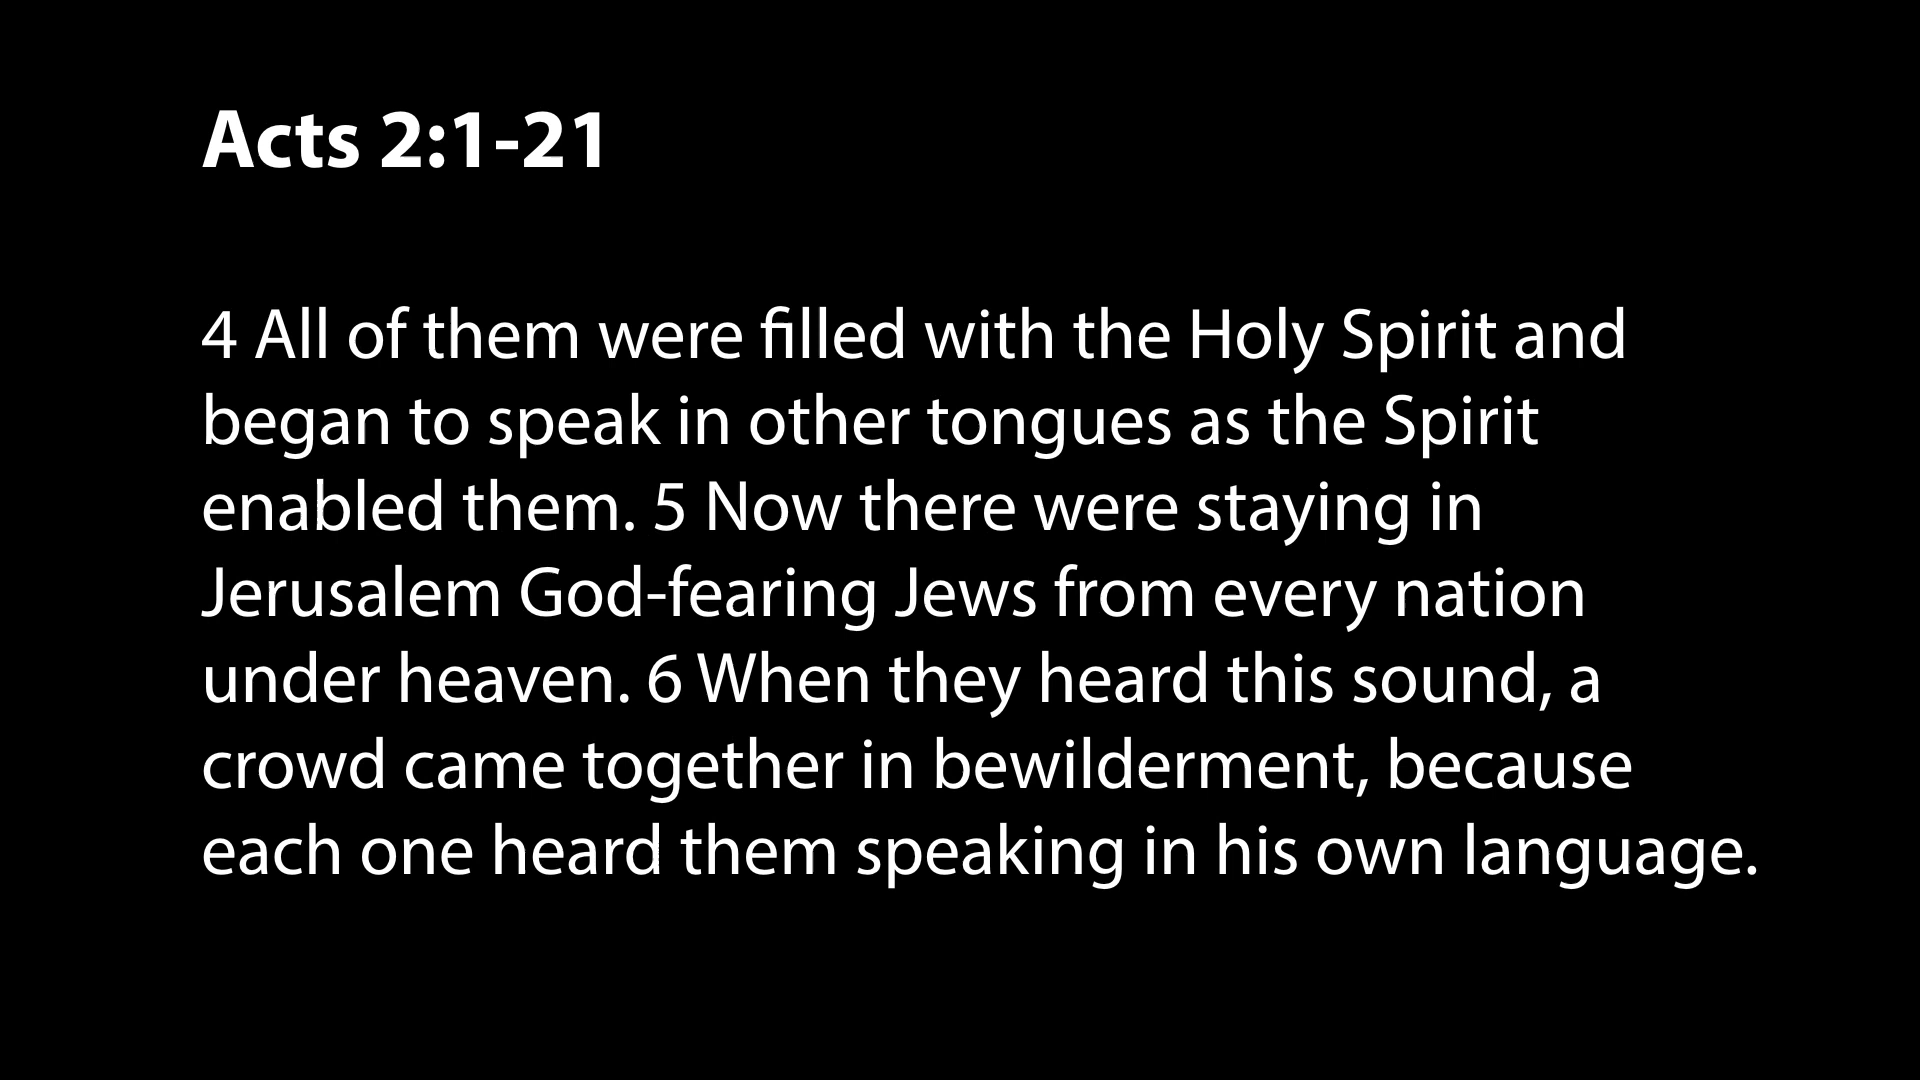 Acts 2:1-21
4 All of them were filled with the Holy Spirit and
began to speak in other tongues as the Spirit
enabled them. 5 Now there were staying in
Jerusalem God-fearing Jews from every nation
under heaven. 6 When they heard this sound, a
crowd came together in bewilderment, because
each one heard them speaking in his own language.